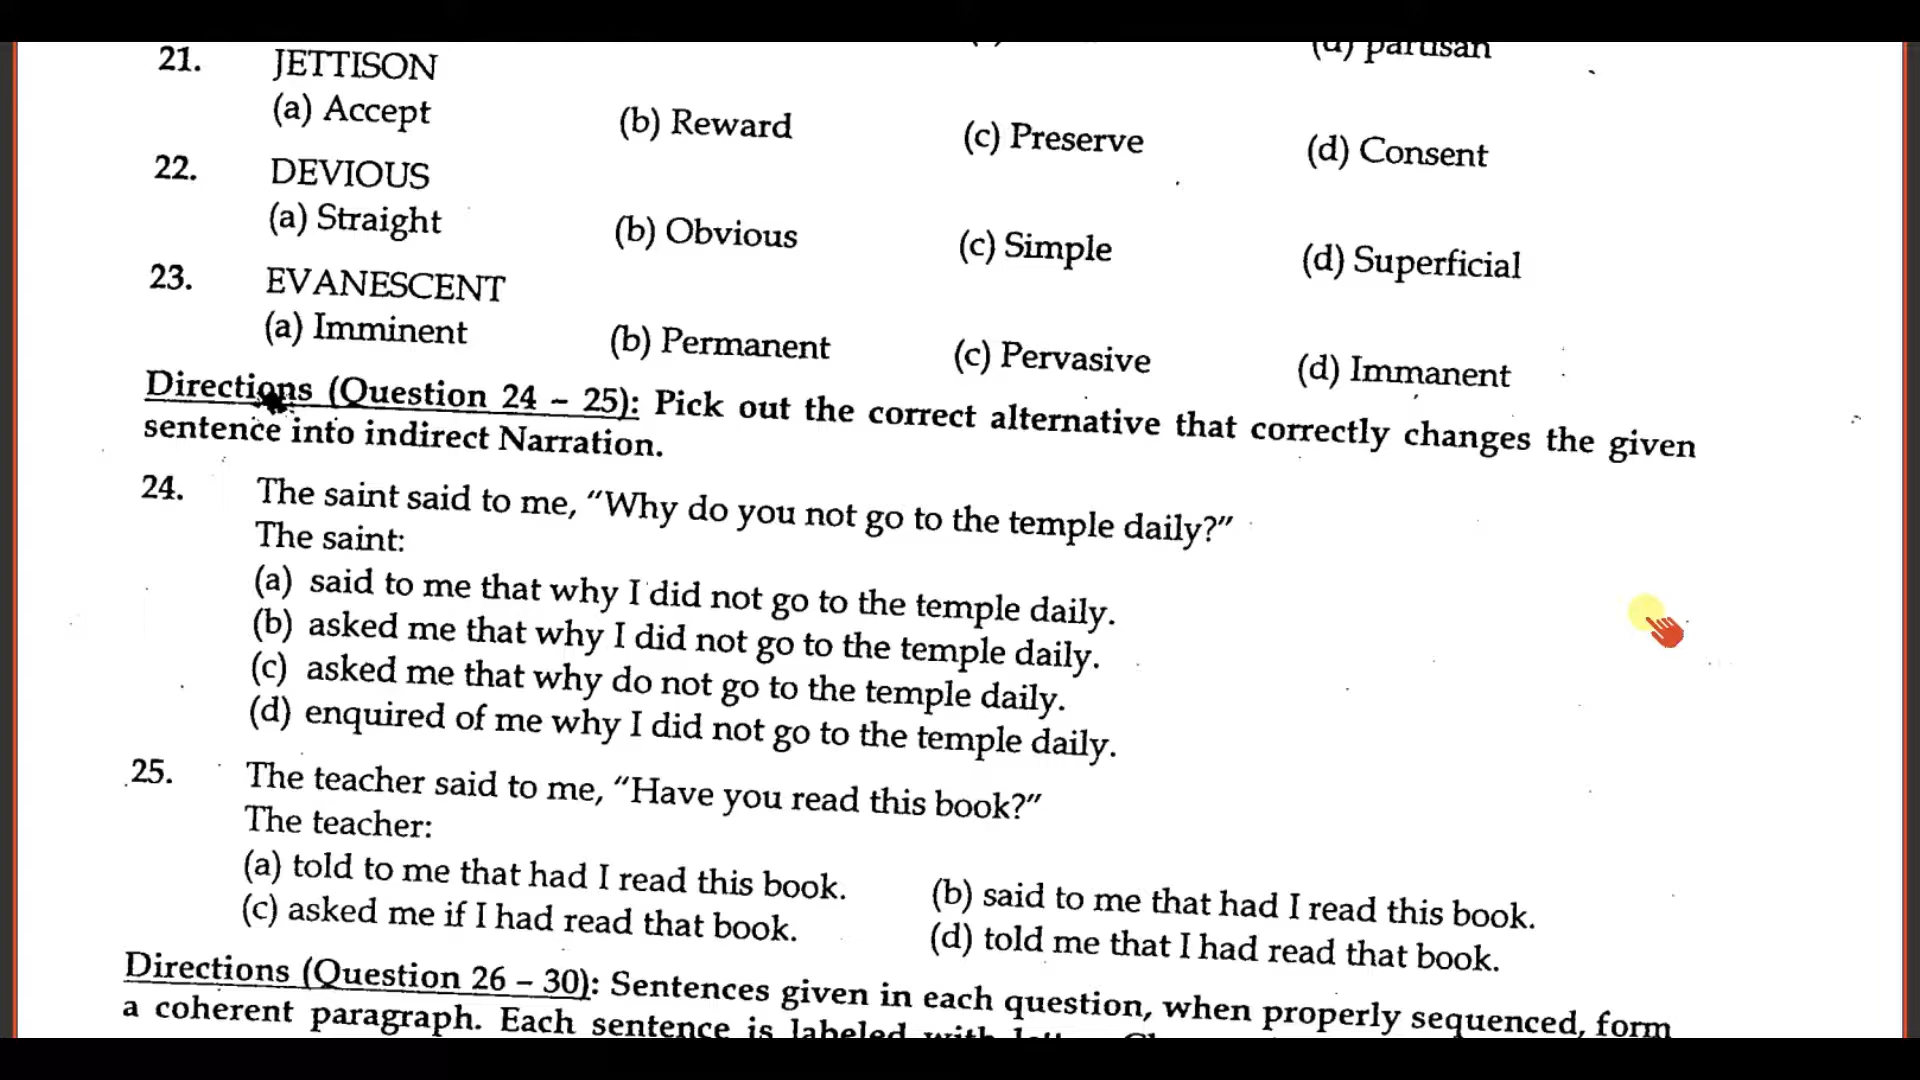 (d) partisan
21. JETTISON
(a) Accept (b) Reward (c) Preserve (d) Consent
22. DEVIOUS
(a) Straight (b) Obvious (c) Simple (d) Superficial
23. EVANESCENT
(a) Imminent (b) Permanent (c) Pervasive (d) Immanent
Directions (Question 24 – 25): Pick out the correct alternative that correctly changes the given
sentence into indirect Narration.
24. The saint said to me, “Why do you not go to the temple daily?”
The saint:
(a) said to me that why I did not go to the temple daily.
(b) asked me that why I did not go to the temple daily.
(c) asked me that why do not go to the temple daily.
(d) enquired of me why I did not go to the temple daily.
25. The teacher said to me, “Have you read this book?”
The teacher:
(a) told to me that had I read this book. (b) said to me that had I read this book.
(c) asked me if I had read that book. (d) told me that I had read that book.
Directions (Question 26 – 30): Sentences given in each question, when properly sequenced, form
a coherent paragraph. Each sentence is labeled with